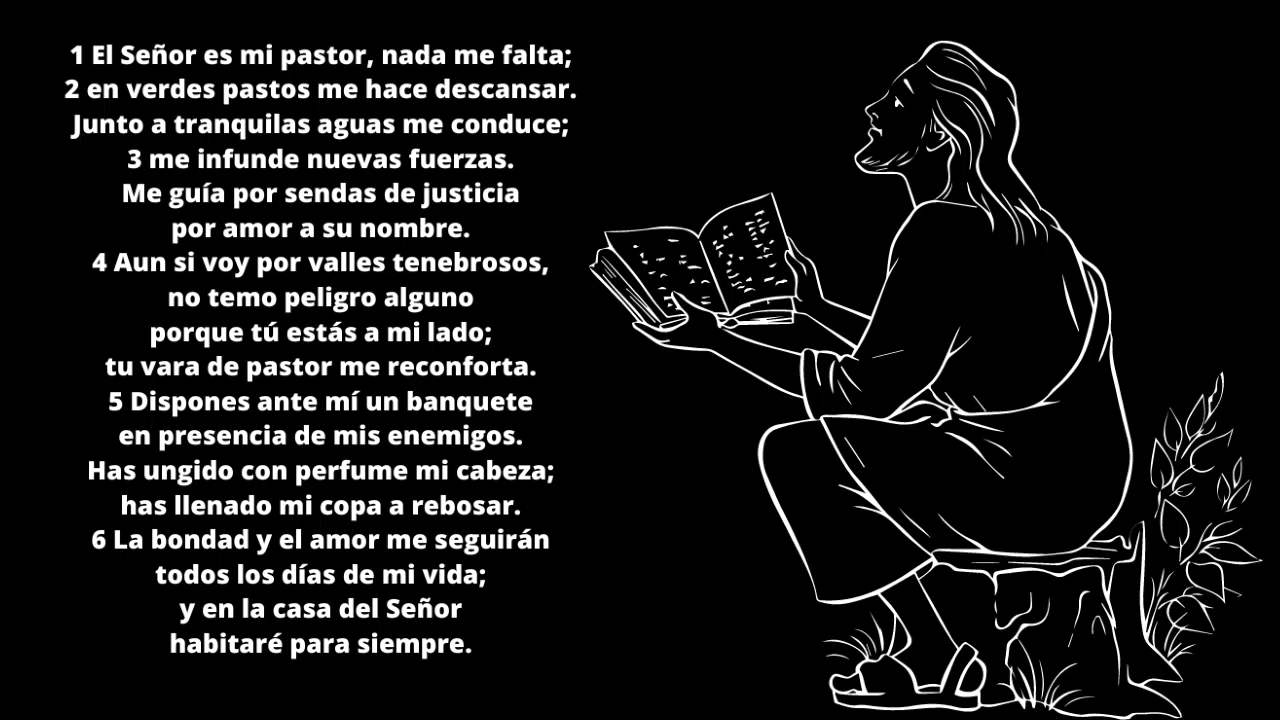 1 El Señor es mi pastor, nada me falta;
2 en verdes pastos me hace descansar.
Junto a tranquilas aguas me conduce;
3 me infunde nuevas fuerzas.
Me guía por sendas de justicia
por amor a su nombre.
4 Aun si voy por valles tenebrosos,
no temo peligro alguno
porque tú estás a mi lado;
tu vara de pastor me reconforta.
5 Dispones ante mí un banquete
en presencia de mis enemigos.
Has ungido con perfume mi cabeza;
has llenado mi copa a rebosar.
6 La bondad y el amor me seguirán
todos los días de mi vida;
y en la casa del Señor
habitaré para siempre.